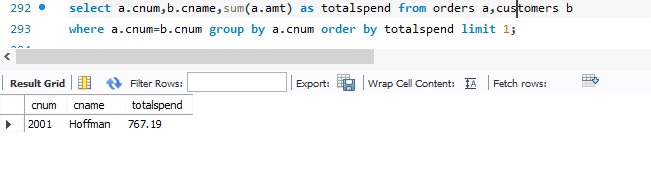 292 select a.cnum,b.cname,sum(a.amt) as totalspend from orders a,customers b
293 where a.cnum=b.cnum group by a.cnum order by totalspend limit 1;
Result Grid Filter Rows: Export: Wrap Cell Content: Fetch rows:
cnum cname totalspend
2001 Hoffman 767.19